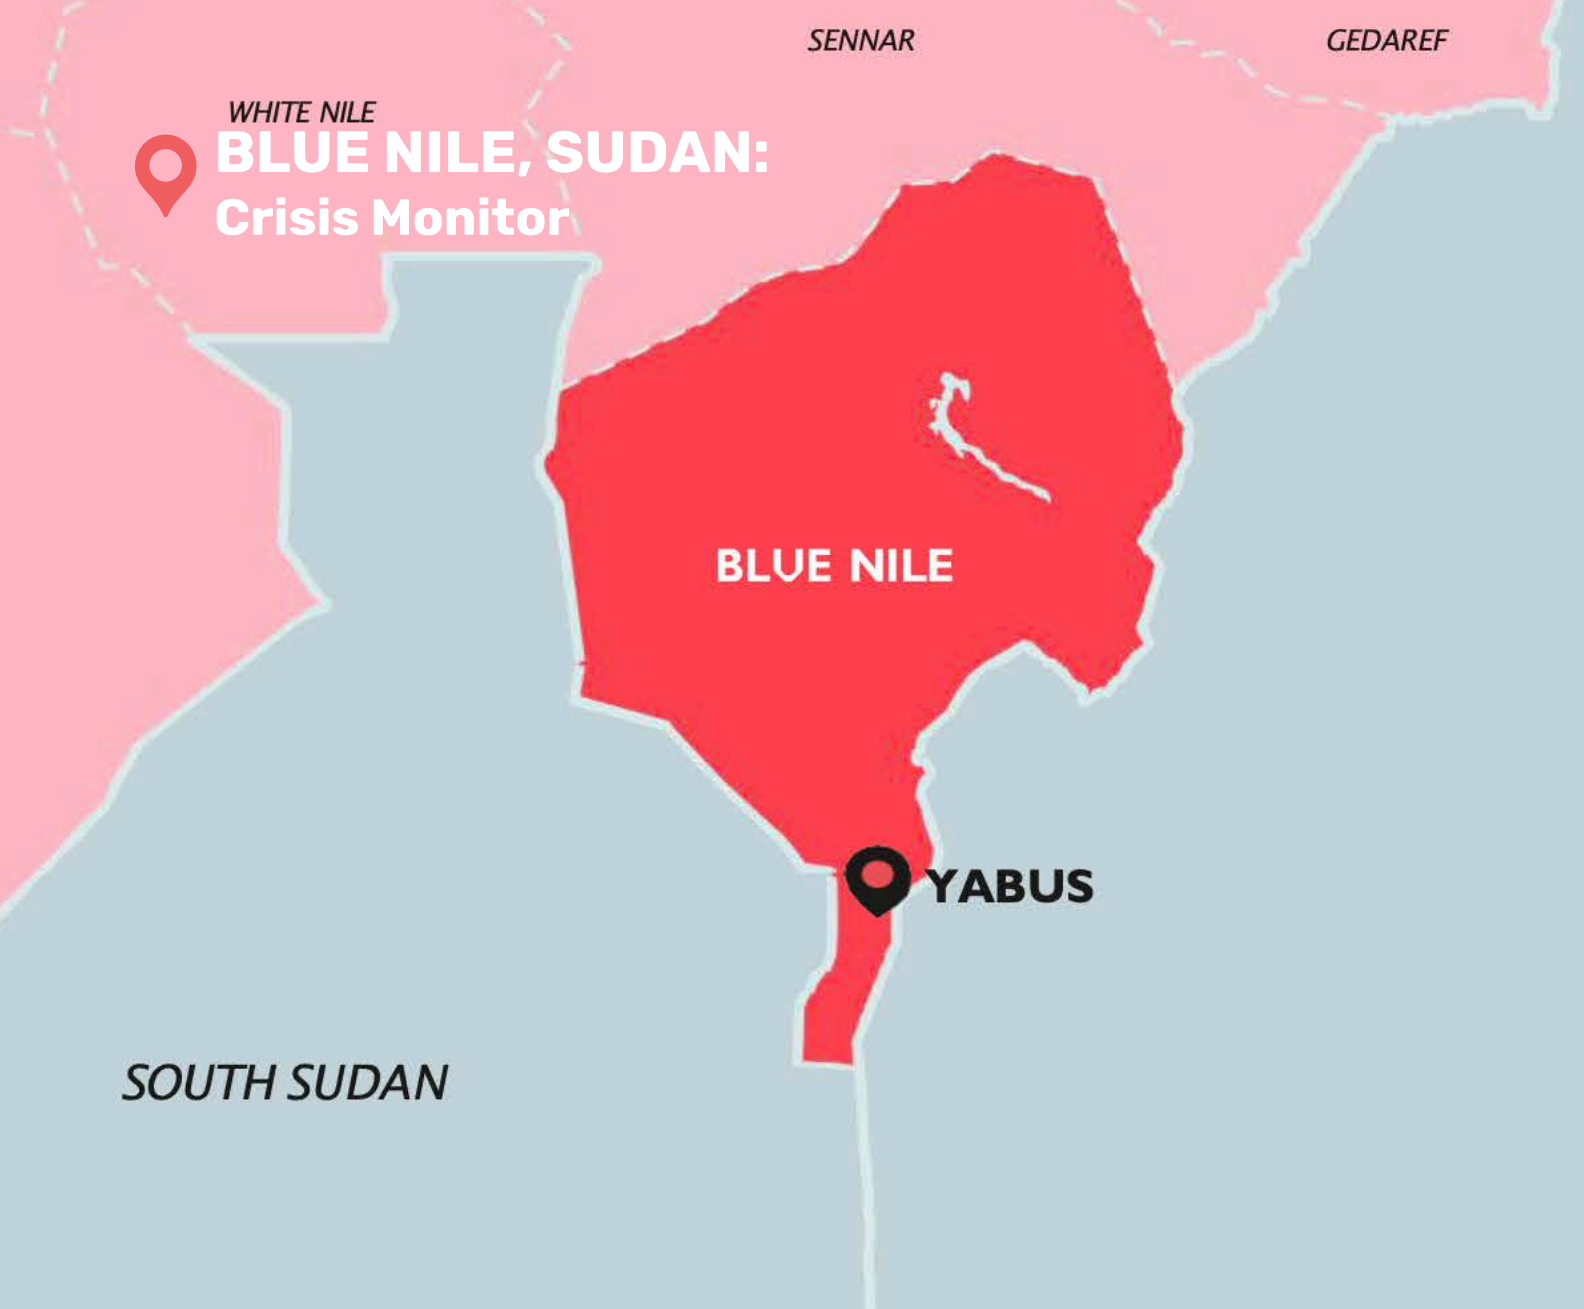 SENNAR
GEDAREF
WHITE NILE
BLUE NILE, SUDAN:
Crisis Monitor
BLUE NILE
YABUS
SOUTH SUDAN